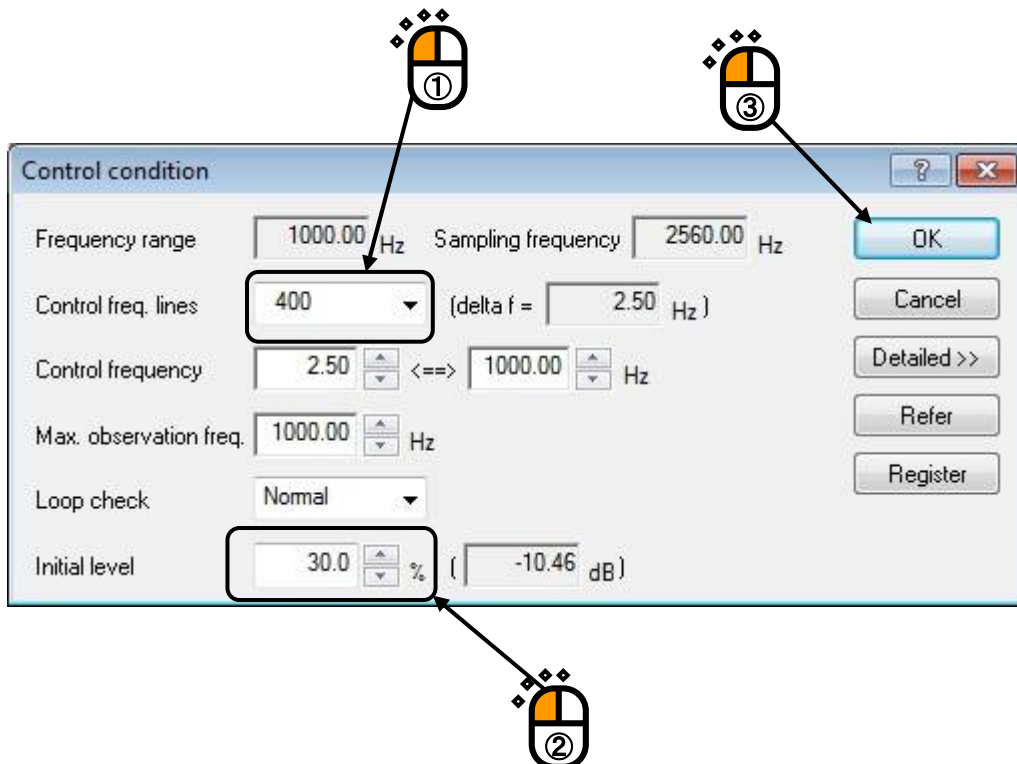 ①
③
Control condition
Frequency range 1000.00 Hz Sampling frequency 2560.00 Hz OK
Control freq. lines 400 (delta f = 2.50 Hz ) Cancel
Control frequency 2.50 <==> 1000.00 Hz Detailed >>
Max. observation freq. 1000.00 Hz Refer
Loop check Normal Register
Initial level 30.0 % ( -10.46 dB )
②